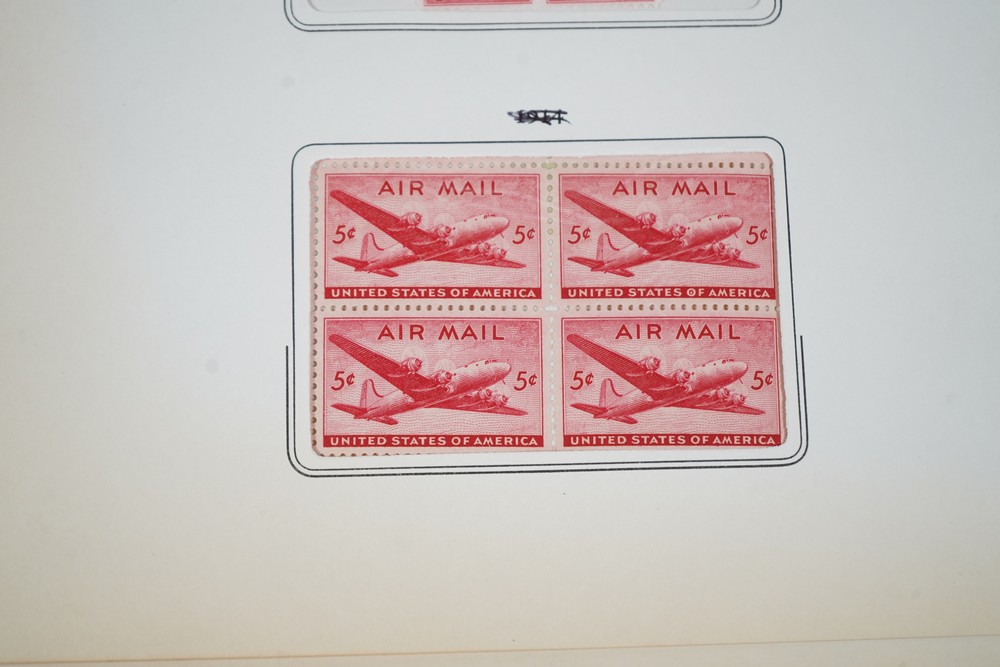 1914
AIR MAIL AIR MAIL
5¢ 5¢ 5¢ 5¢
UNITED STATES OF AMERICA UNITED STATES OF AMERICA
AIR MAIL AIR MAIL
5¢ 5¢ 5¢ 5¢
UNITED STATES OF AMERICA UNITED STATES OF AMERICA